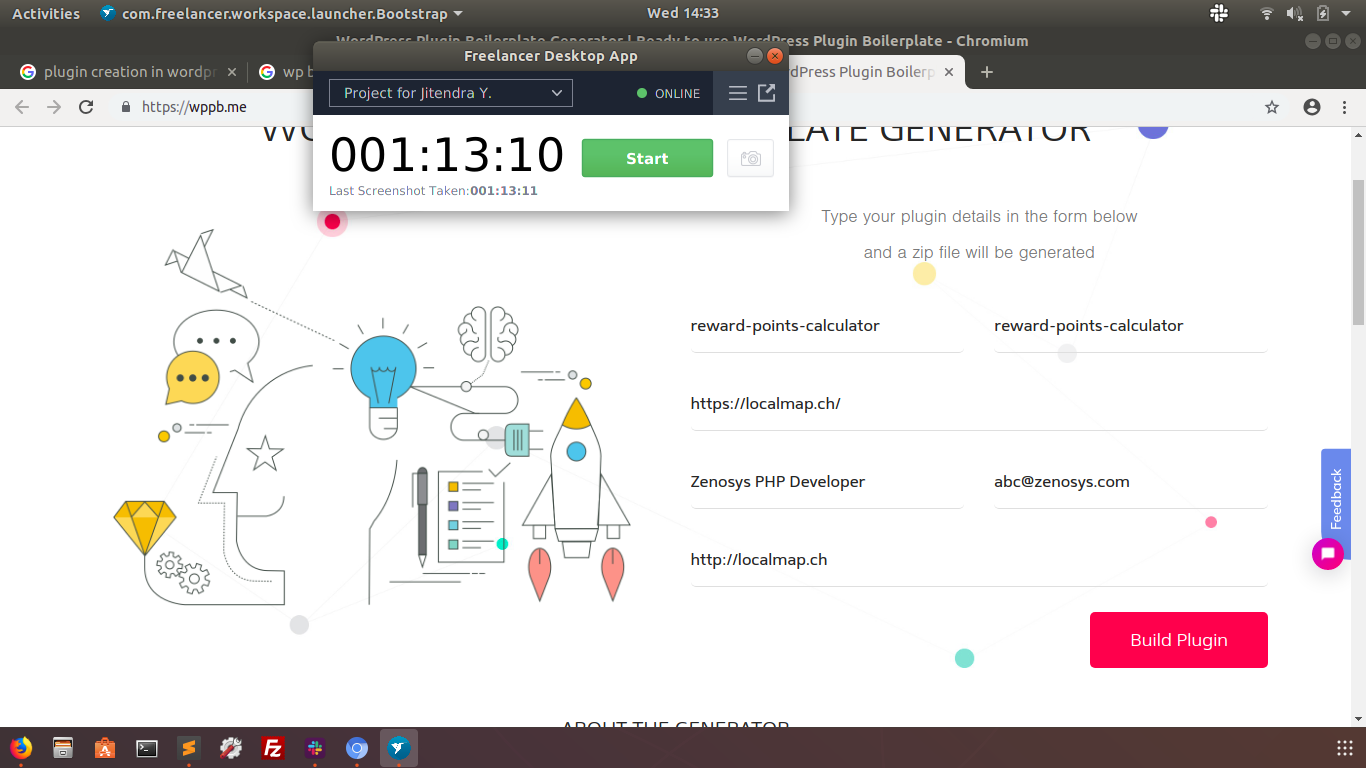 Activities
com.freelancer.workspace.launcher.Bootstrap
Wed 14:33
WordPress Plugin Boilerplate Generator | Ready to use WordPress Plugin Boilerplate - Chromium
Freelancer Desktop App
plugin creation in wordpr
wp b
dPress Plugin Boilerp
Project for Jitendra Y.
ONLINE
https://wppb.me
WO
LATE GENERATOR
001:13:10
Start
Last Screenshot Taken:001:13:11
Type your plugin details in the form below
and a zip file will be generated
reward-points-calculator
reward-points-calculator
https://localmap.ch/
Zenosys PHP Developer
abc@zenosys.com
http://localmap.ch
Feedback
Build Plugin
ABOUT THE GENERATOR